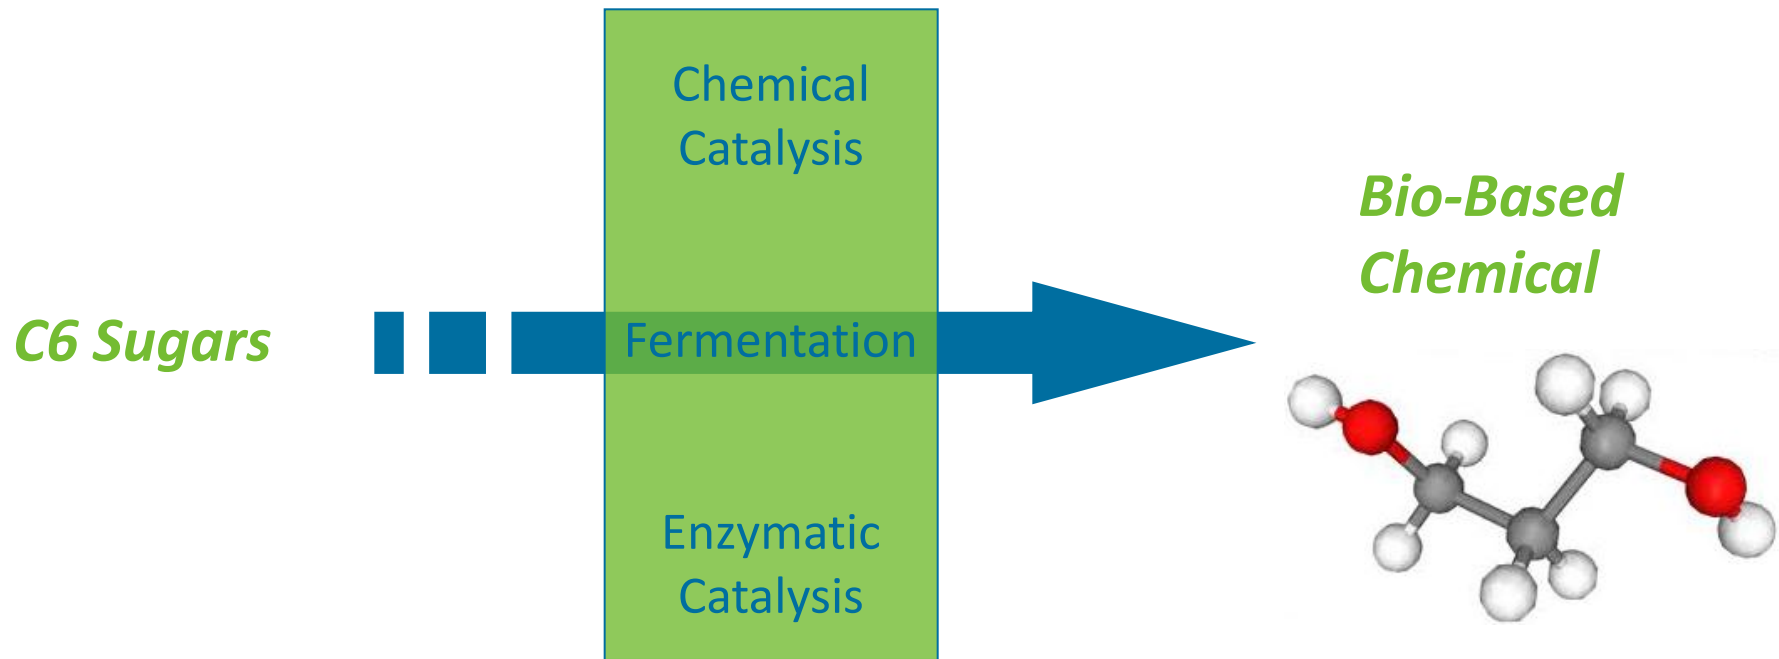 C6 Sugars
Chemical
Catalysis
Fermentation
Enzymatic
Catalysis
Bio-Based
Chemical